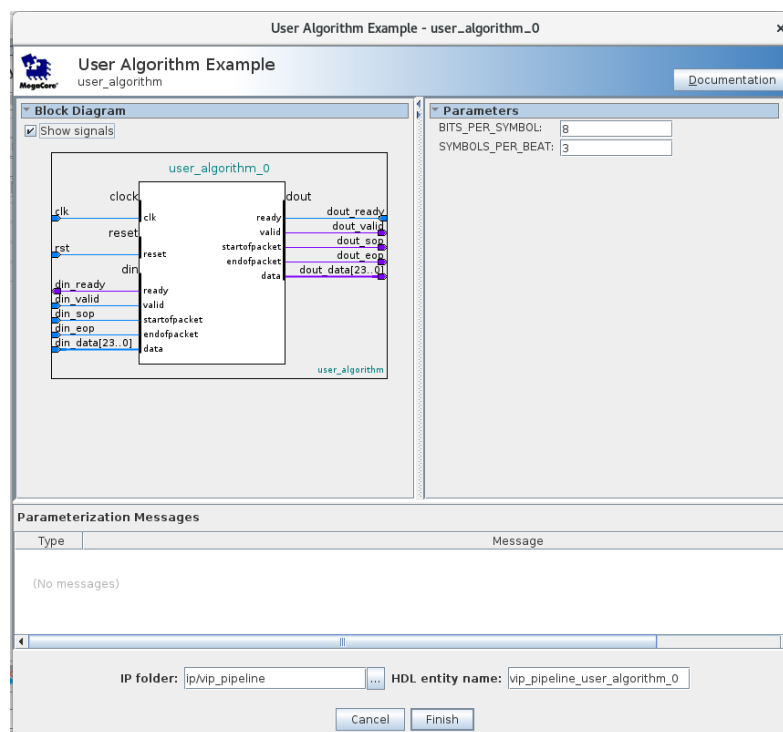 User Algorithm Example - user_algorithm_0
User Algorithm Example
user_algorithm
MegaCore'
Documentation
Block Diagram
Show signals
user_algorithm_0
clock
clk
clk
reset
rst
reset
din
din_ready
ready
din_valid
valid
din_sop
startofpacket
din_eop
endofpacket
din_data[23..0]
data
dout
ready
dout_ready
valid
dout_valid
startofpacket
dout_sop
endofpacket
dout_eop
data
dout_data[23..0]
user_algorithm
Parameters
BITS_PER_SYMBOL: 8
SYMBOLS_PER_BEAT: 3
Parameterization Messages
Type Message
(No messages)
IP folder: ip/vip_pipeline ... HDL entity name: vip_pipeline_user_algorithm_0
Cancel Finish